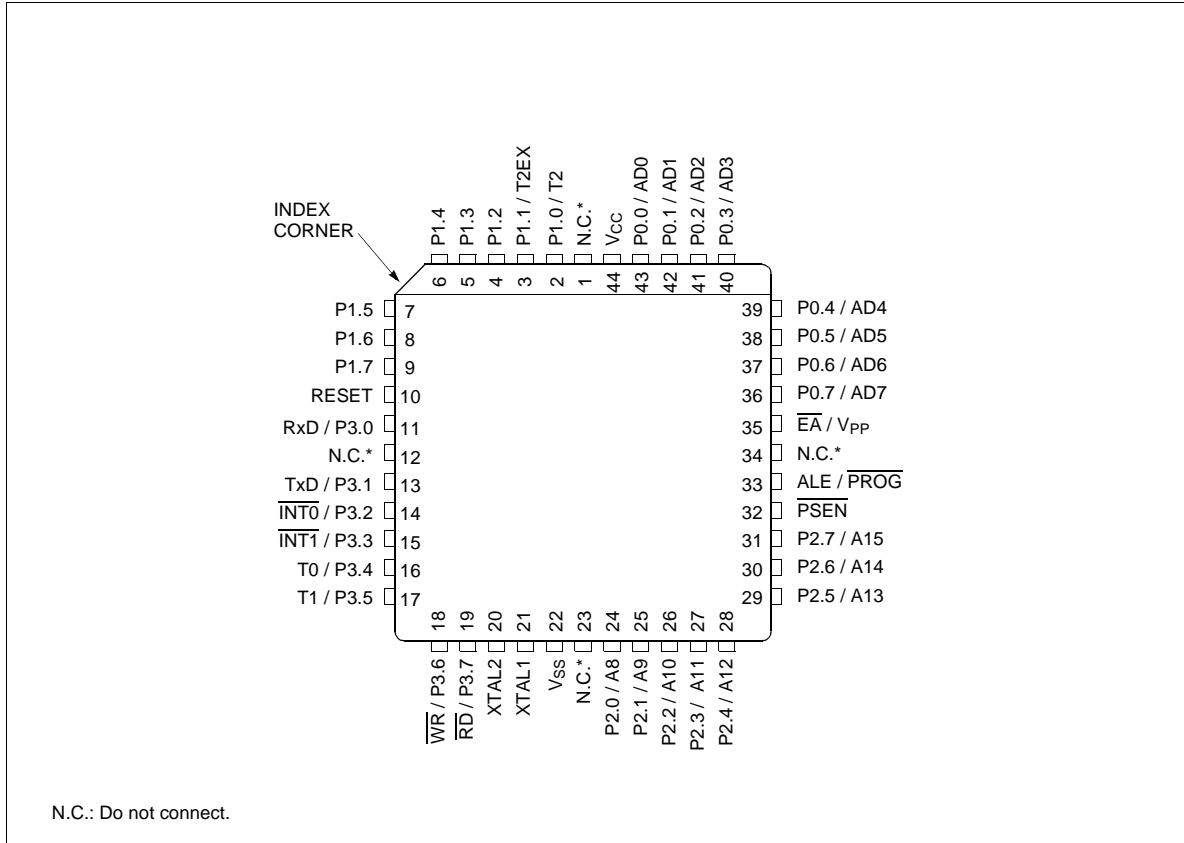 INDEX
CORNER
P1.4
P1.3
P1.2
P1.1 / T2EX
P1.0 / T2
N.C.*
VCC
P0.0 / AD0
P0.1 / AD1
P0.2 / AD2
P0.3 / AD3
6 5 4 3 2 1 44 43 42 41 40
P1.5 7
P1.6 8
P1.7 9
RESET 10
RxD / P3.0 11
N.C.* 12
TxD / P3.1 13
INT0 / P3.2 14
INT1 / P3.3 15
T0 / P3.4 16
T1 / P3.5 17
39 P0.4 / AD4
38 P0.5 / AD5
37 P0.6 / AD6
36 P0.7 / AD7
35 EA / VPP
34 N.C.*
33 ALE / PROG
32 PSEN
31 P2.7 / A15
30 P2.6 / A14
29 P2.5 / A13
18 19 20 21 22 23 24 25 26 27 28
WR / P3.6
RD / P3.7
XTAL2
XTAL1
VSS
N.C.*
P2.0 / A8
P2.1 / A9
P2.2 / A10
P2.3 / A11
P2.4 / A12
N.C.: Do not connect.